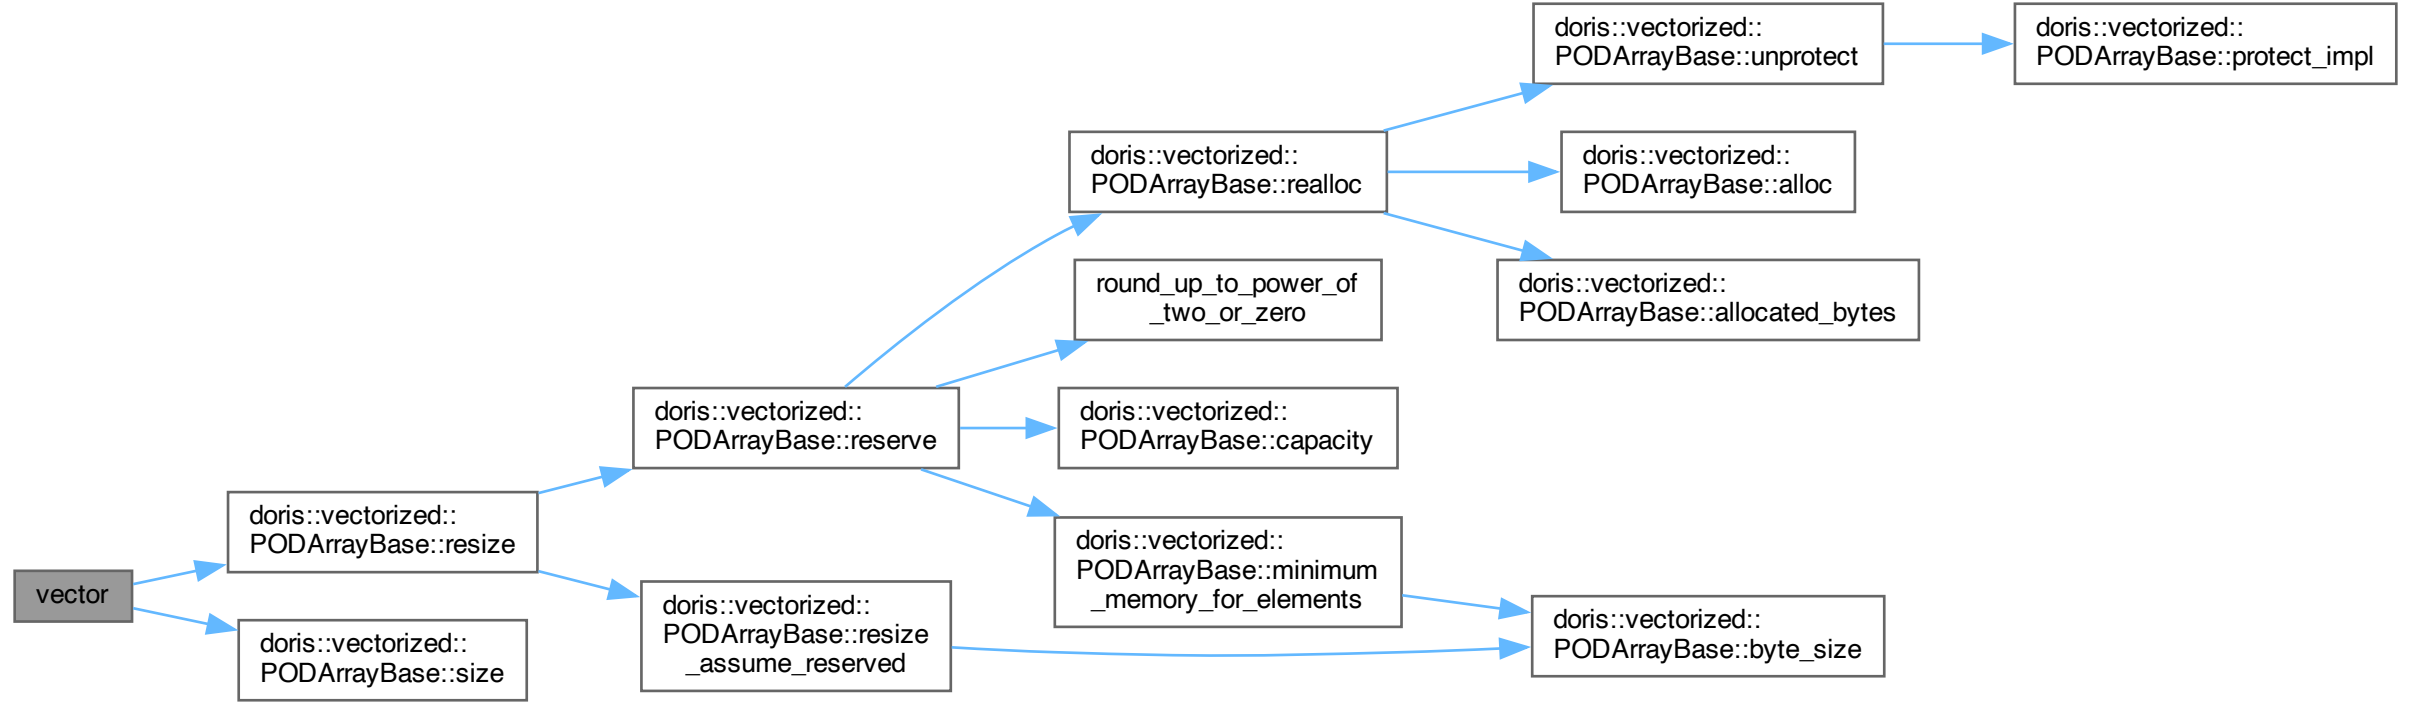 doris::vectorized::
PODArrayBase::unprotect
doris::vectorized::
PODArrayBase::protect_impl
doris::vectorized::
PODArrayBase::realloc
doris::vectorized::
PODArrayBase::alloc
round_up_to_power_of
_two_or_zero
doris::vectorized::
PODArrayBase::allocated_bytes
doris::vectorized::
PODArrayBase::reserve
doris::vectorized::
PODArrayBase::capacity
doris::vectorized::
PODArrayBase::resize
doris::vectorized::
PODArrayBase::minimum
_memory_for_elements
vector
doris::vectorized::
PODArrayBase::resize
_assume_reserved
doris::vectorized::
PODArrayBase::byte_size
doris::vectorized::
PODArrayBase::size